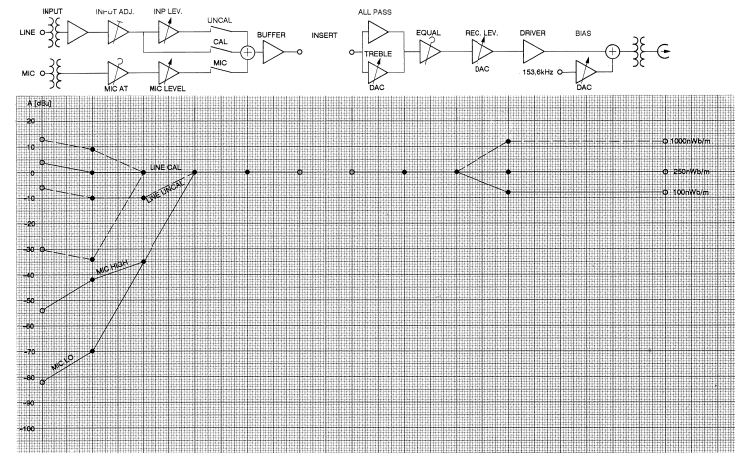 INPUT
INPUT ADJ.
INP LEV.
UNCAL
LINE
CAL
BUFFER
MIC
MIC
MIC AT
MIC LEVEL
INSERT
ALL PASS
TREBLE
DAC
EQUAL
REC. LEV.
DAC
DRIVER
BIAS
153,6kHz
DAC
A [dBu]
20
10
0
-10
-20
-30
-40
-50
-60
-70
-80
-90
-100
LINE CAL
LINE UNCAL
MIC HIGH
MIC LO
1000nWb/m
250nWb/m
100nWb/m